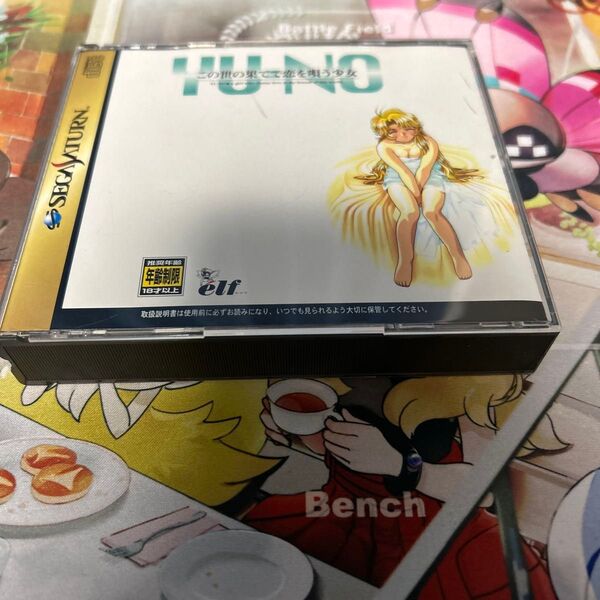 YU-NO
この世の果てで恋を唄う少女
SEGA SATURN
推奨年齢
年齢制限
18才以上
elf
取扱説明書は使用前に必ずお読みになり、いつでも見られるよう大切に保管してください。
Bench